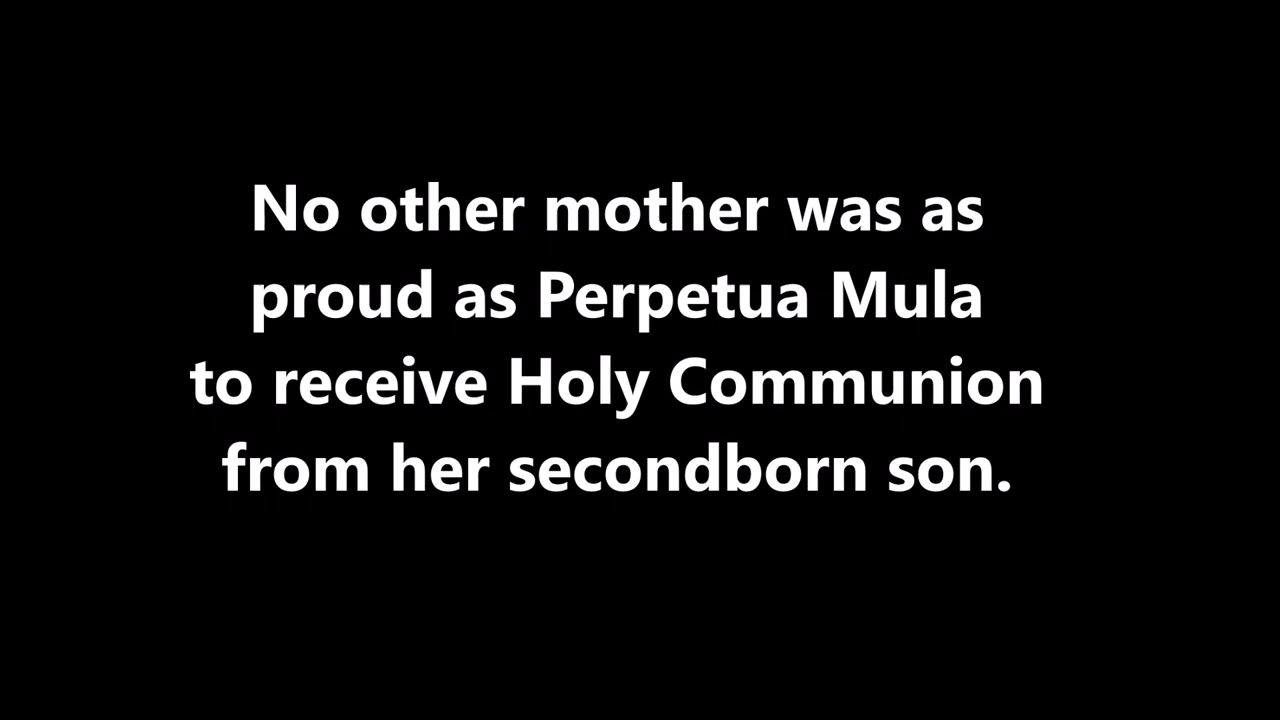 No other mother was as
proud as Perpetua Mula
to receive Holy Communion
from her secondborn son.